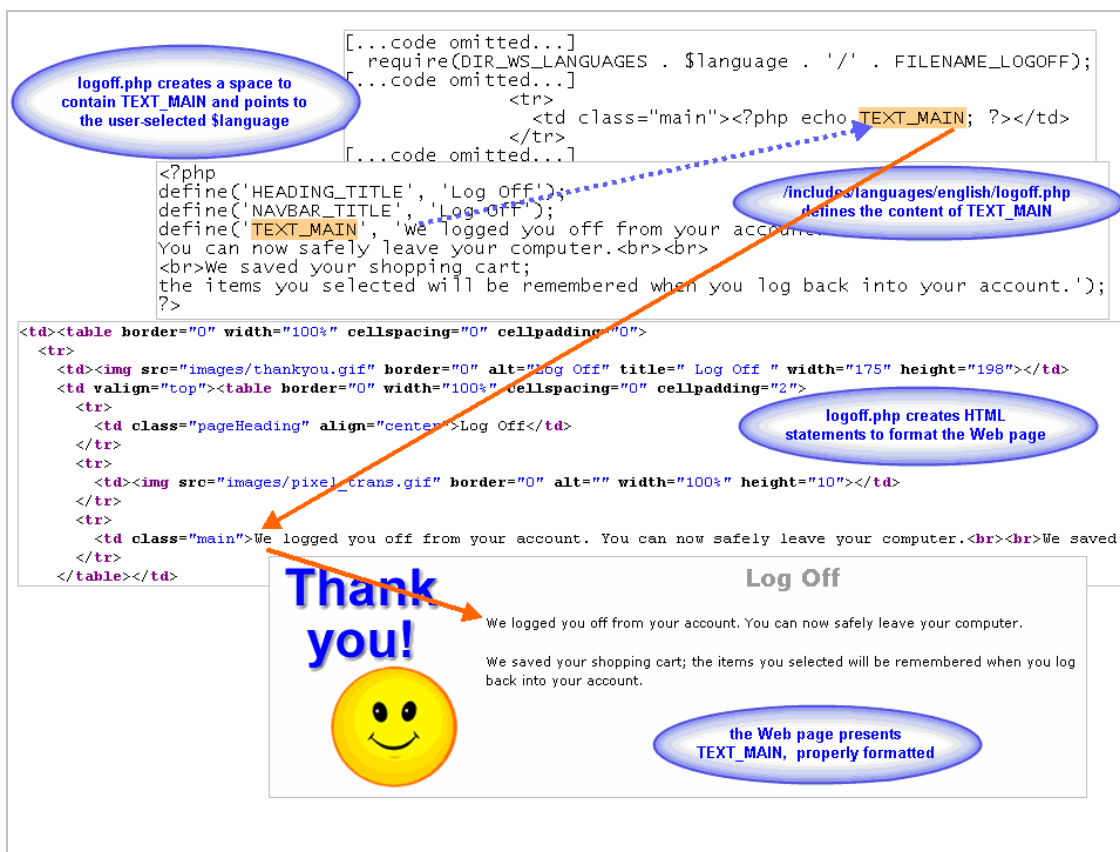 [...code omitted...]
require(DIR_WS_LANGUAGES . $language . '/' . FILENAME_LOGOFF);
[...code omitted...]
<tr>
<td class="main"><?php echo TEXT_MAIN; ?></td>
</tr>
[...code omitted...]
logoff.php creates a space to
contain TEXT_MAIN and points to
the user-selected $language
<?php
define('HEADING_TITLE', 'Log Off');
define('NAVBAR_TITLE', 'Log Off');
define('TEXT_MAIN', 'We logged you off from your account.
You can now safely leave your computer.<br><br>
<br>We saved your shopping cart;
the items you selected will be remembered when you log back into your account.');
?>
/includes/languages/english/logoff.php
defines the content of TEXT_MAIN
<td><table border="0" width="100%" cellspacing="0" cellpadding="0">
<tr>
<td><img src="images/thankyou.gif" border="0" alt="Log Off" title=" Log Off " width="175" height="198"></td>
<td valign="top"><table border="0" width="100%" cellspacing="0" cellpadding="2">
<tr>
<td class="pageHeading" align="center">Log Off</td>
</tr>
<tr>
<td><img src="images/pixel_trans.gif" border="0" alt="" width="100%" height="10"></td>
</tr>
<tr>
<td class="main">We logged you off from your account. You can now safely leave your computer.<br><br>We saved
</tr>
</table></td>
logoff.php creates HTML
statements to format the Web page
Thank
you!
Log Off
We logged you off from your account. You can now safely leave your computer.
We saved your shopping cart; the items you selected will be remembered when you log
back into your account.
the Web page presents
TEXT_MAIN, properly formatted